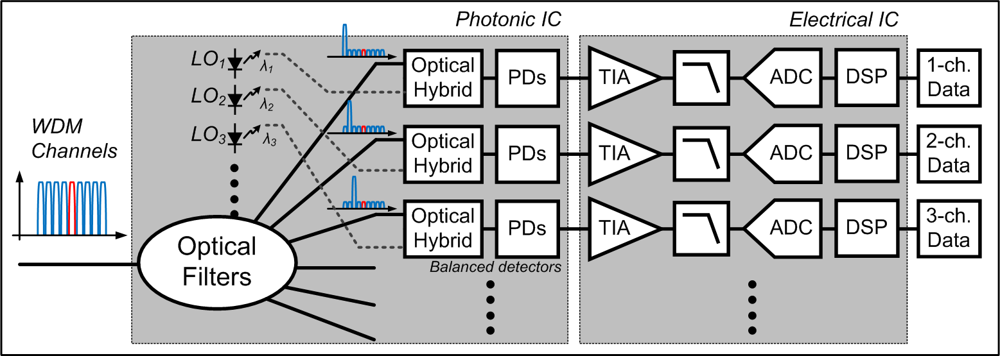 Photonic IC
Electrical IC
LO1
λ1
LO2
λ2
LO3
λ3
WDM
Channels
Optical
Filters
Optical
Hybrid
PDs
TIA
ADC
DSP
1-ch.
Data
Optical
Hybrid
PDs
TIA
ADC
DSP
2-ch.
Data
Optical
Hybrid
PDs
TIA
ADC
DSP
3-ch.
Data
Balanced detectors